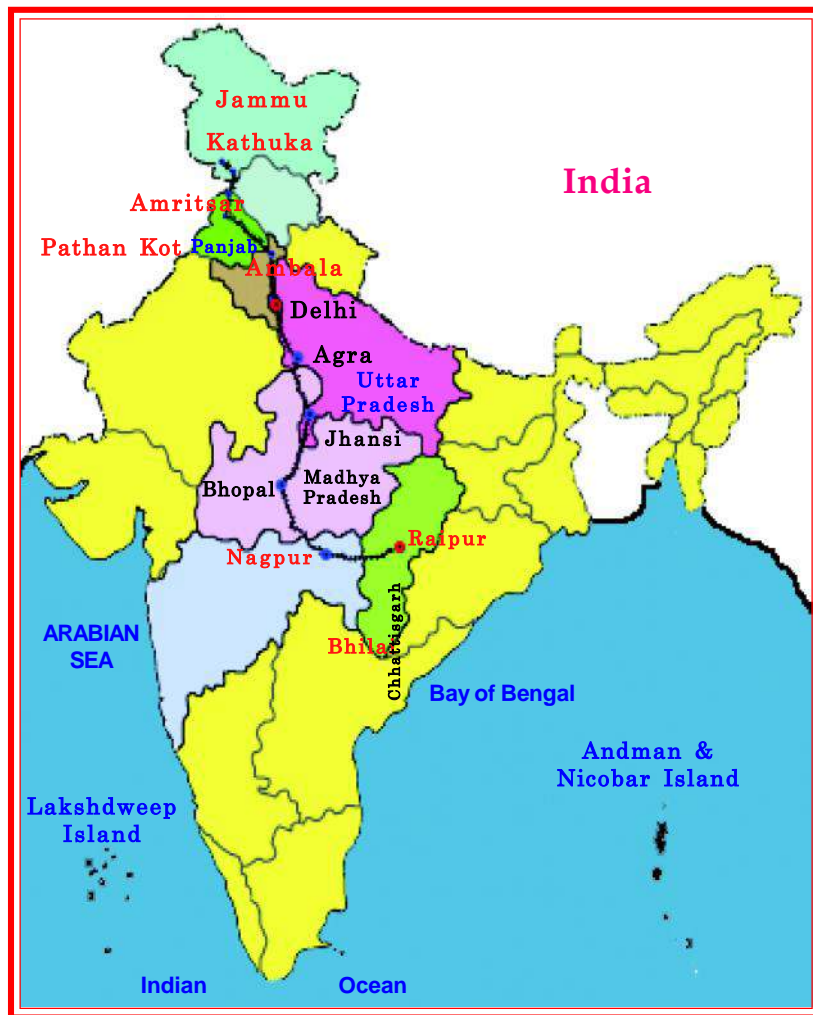 Jammu
Kathuka
India
Amritsar
Pathan Kot
Panjab
Ambala
Delhi
Agra
Uttar
Pradesh
Jhansi
Bhopal
Madhya
Pradesh
Raipur
Nagpur
Chhattisgarh
Bhila
ARABIAN
SEA
Bay of Bengal
Andman &
Nicobar Island
Lakshdweep
Island
Indian Ocean